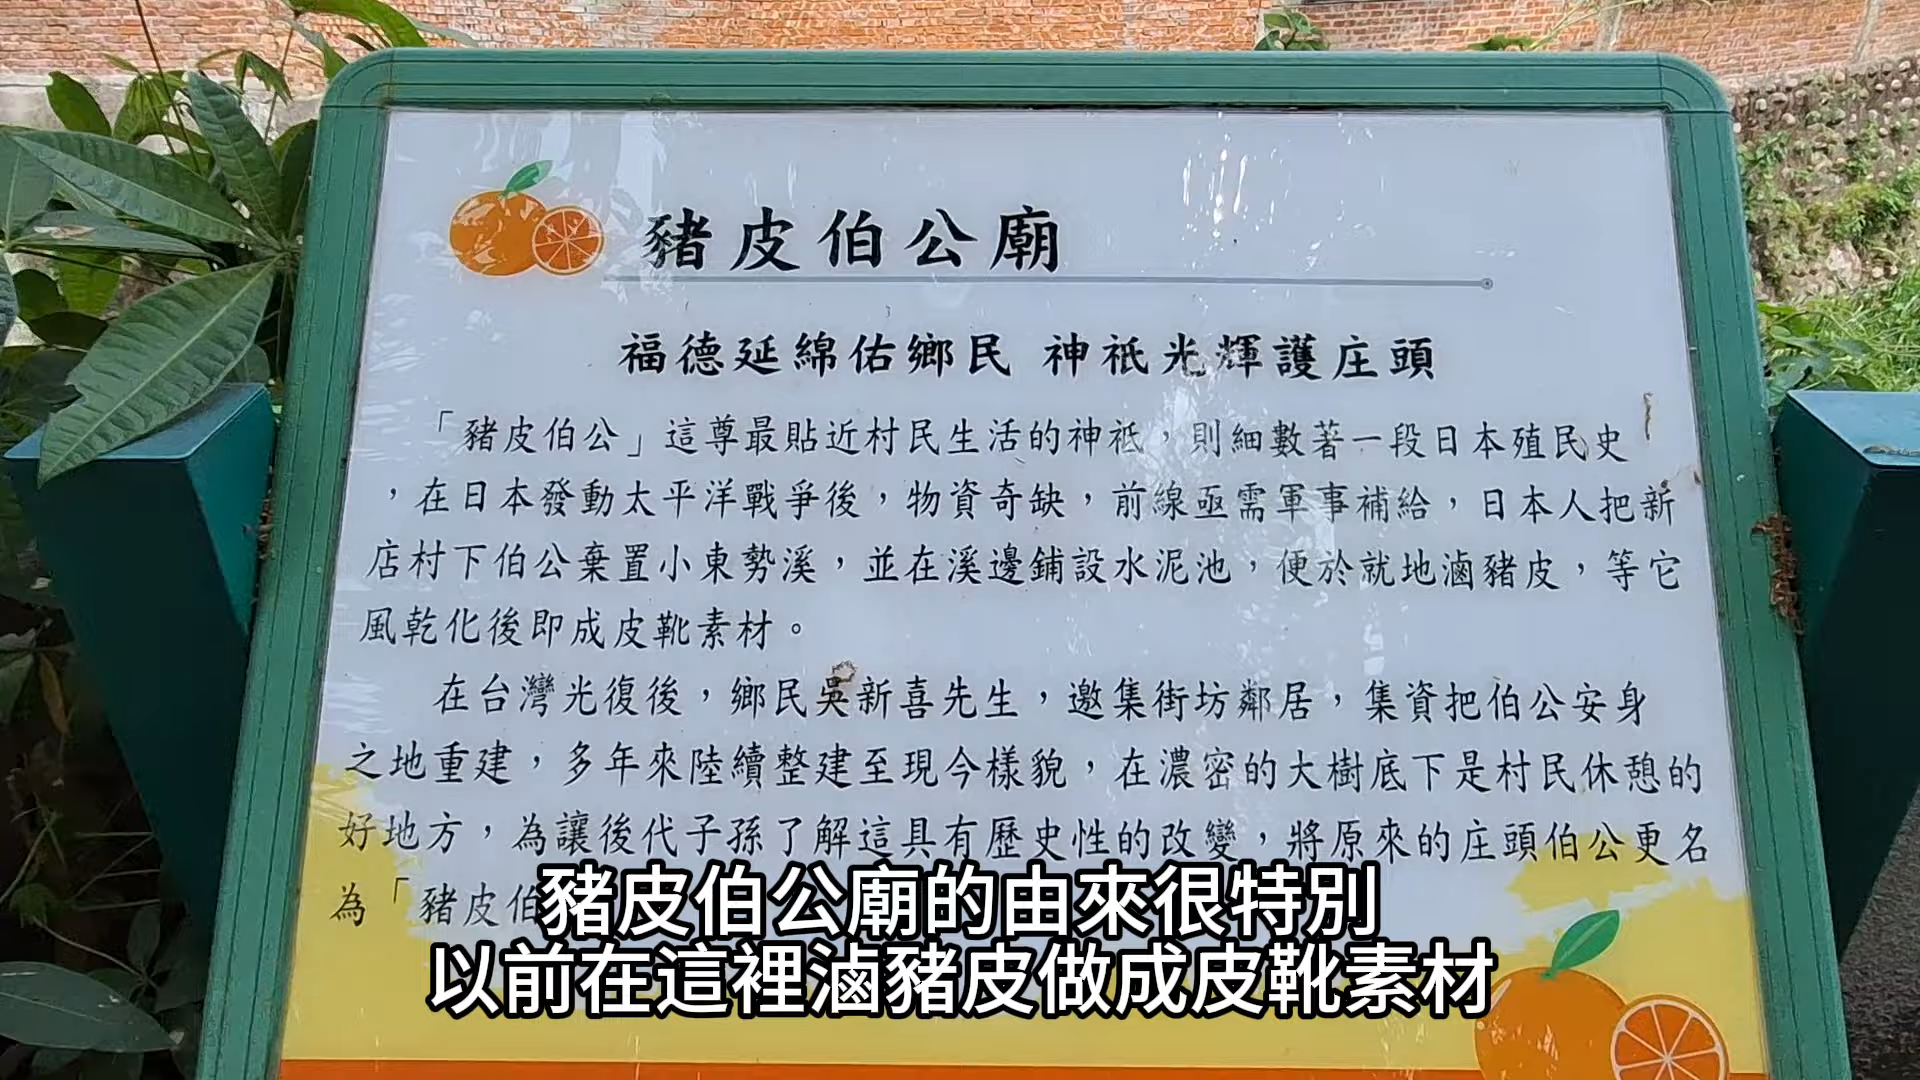 豬皮伯公廟
福德延綿佑鄉民 神祇光輝護庄頭
「豬皮伯公」這尊最貼近村民生活的神祇，則細數著一段日本殖民史
，在日本發動太平洋戰爭後，物資奇缺，前線亟需軍事補給，日本人把新
店村下伯公棄置小東勢溪，並在溪邊鋪設水泥池，便於就地滷豬皮，等它
風乾化後即成皮靴素材。
在台灣光復後，鄉民吳新喜先生，邀集街坊鄰居，集資把伯公安身
之地重建，多年來陸續整建至現今樣貌，在濃密的大樹底下是村民休憩的
好地方，為讓後代子孫了解這具有歷史性的改變，將原來的庄頭伯公更名
為「豬皮伯
豬皮伯公廟的由來很特別
以前在這裡滷豬皮做成皮靴素材